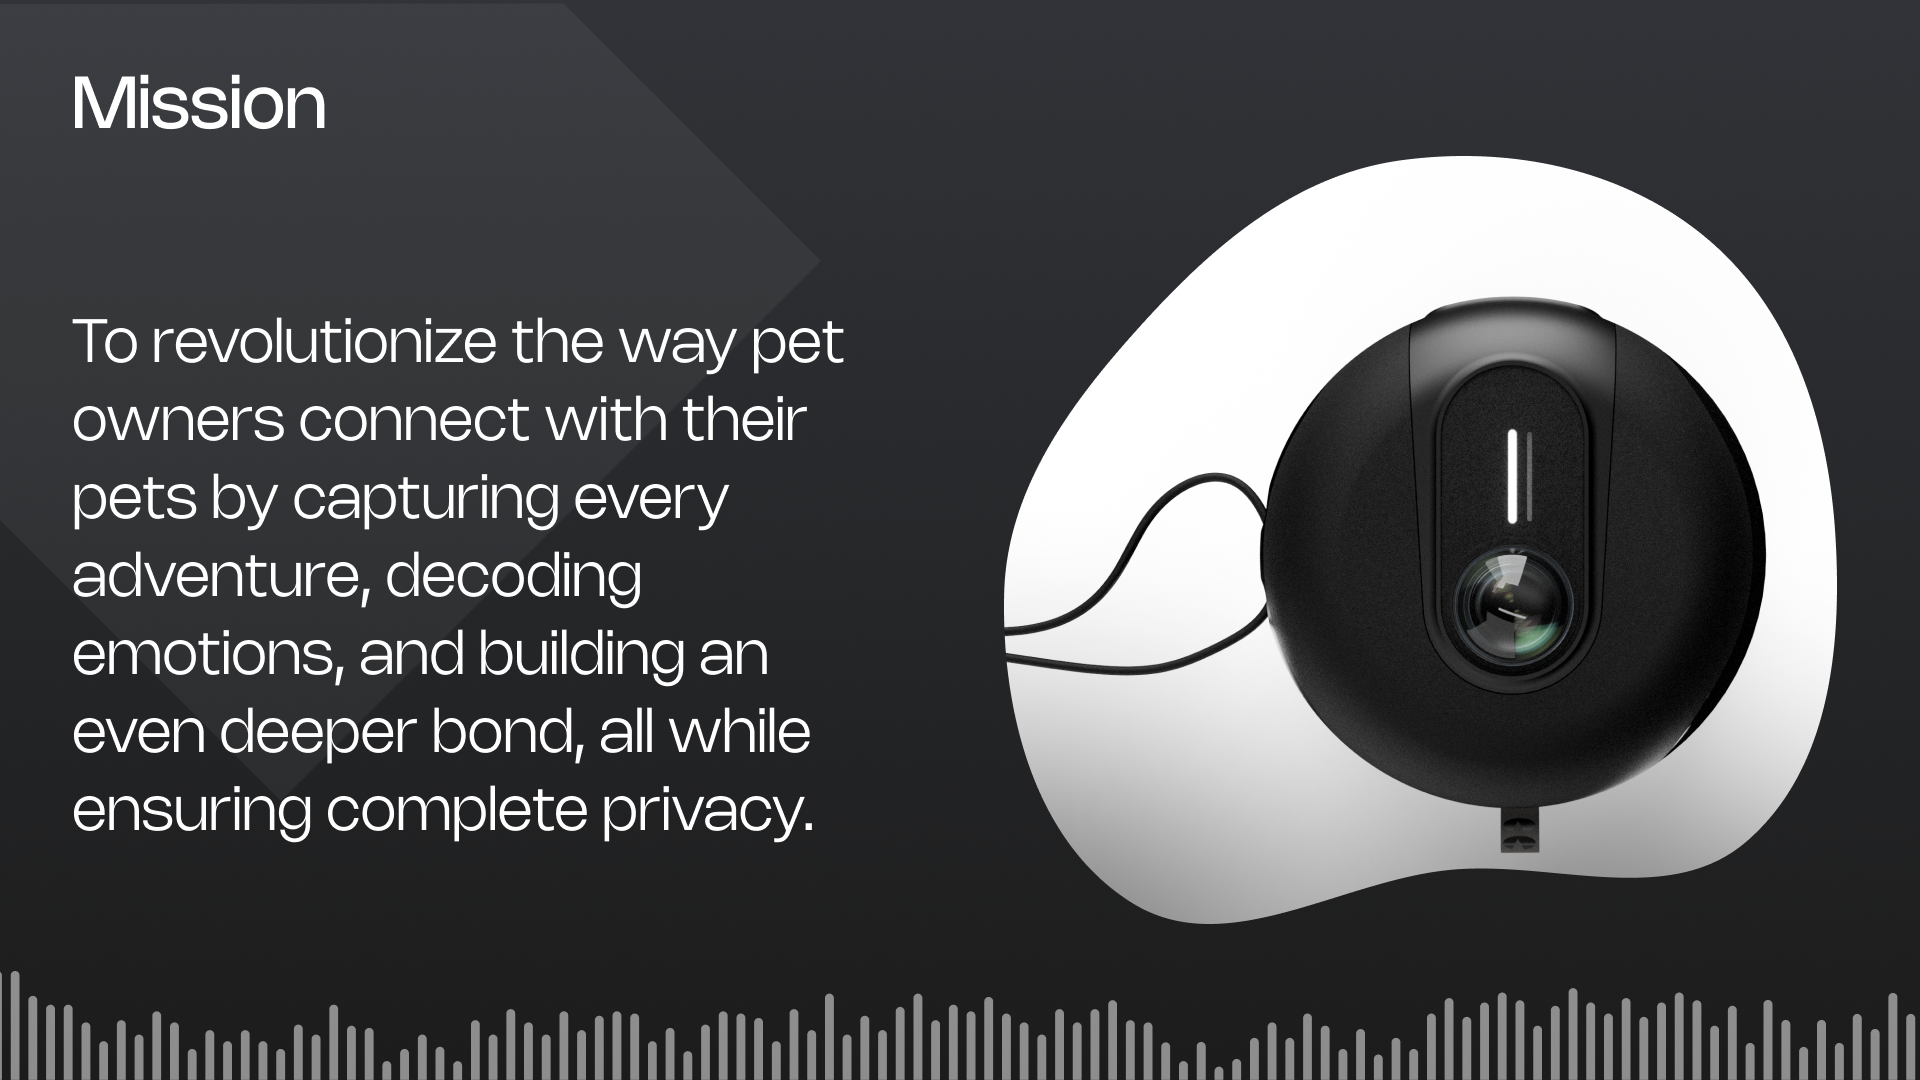 Mission
To revolutionize the way pet
owners connect with their
pets by capturing every
adventure, decoding
emotions, and building an
even deeper bond, all while
ensuring complete privacy.